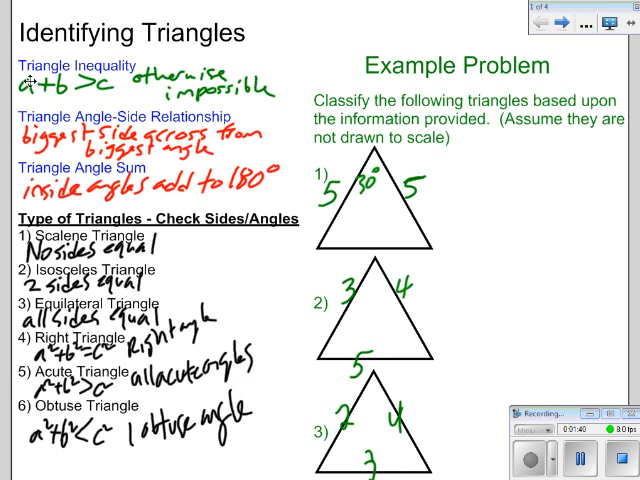 Identifying Triangles
Triangle Inequality
a+b >c otherwise
impossible
Triangle Angle-Side Relationship
biggest side across from
biggest angle
Triangle Angle Sum
inside angles add to 180°
Type of Triangles - Check Sides/Angles
1) Scalene Triangle
No sides equal
2) Isosceles Triangle
2 sides equal
3) Equilateral Triangle
all sides equal
4) Right Triangle
a²+b²=c² Right angle
5) Acute Triangle
a²+b²>c² all acute angles
6) Obtuse Triangle
a²+b²<c² 1 obtuse angle
Example Problem
Classify the following triangles based upon
the information provided. (Assume they are
not drawn to scale)
1)
30°
5 5
2)
3 4
5
3)
2 4
3
1 of 4
Recording...
Menu
00:01:40
8.0 fps